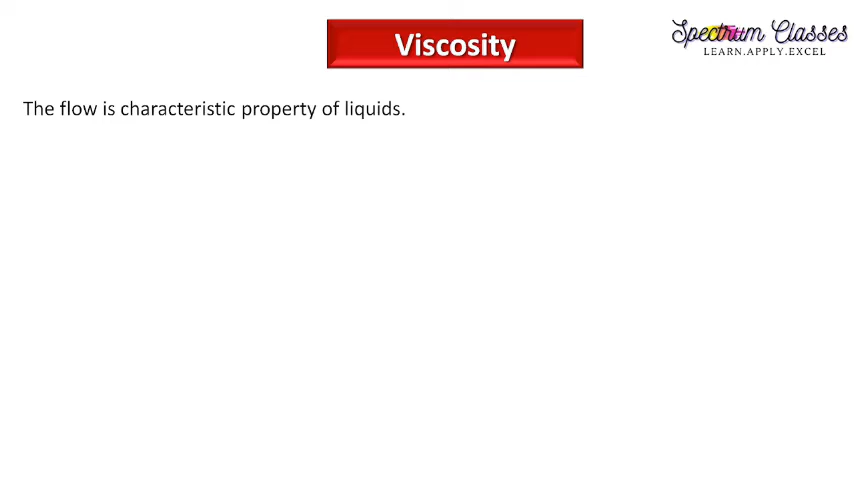 Viscosity
Spectrum Classes
LEARN.APPLY.EXCEL
The flow is characteristic property of liquids.